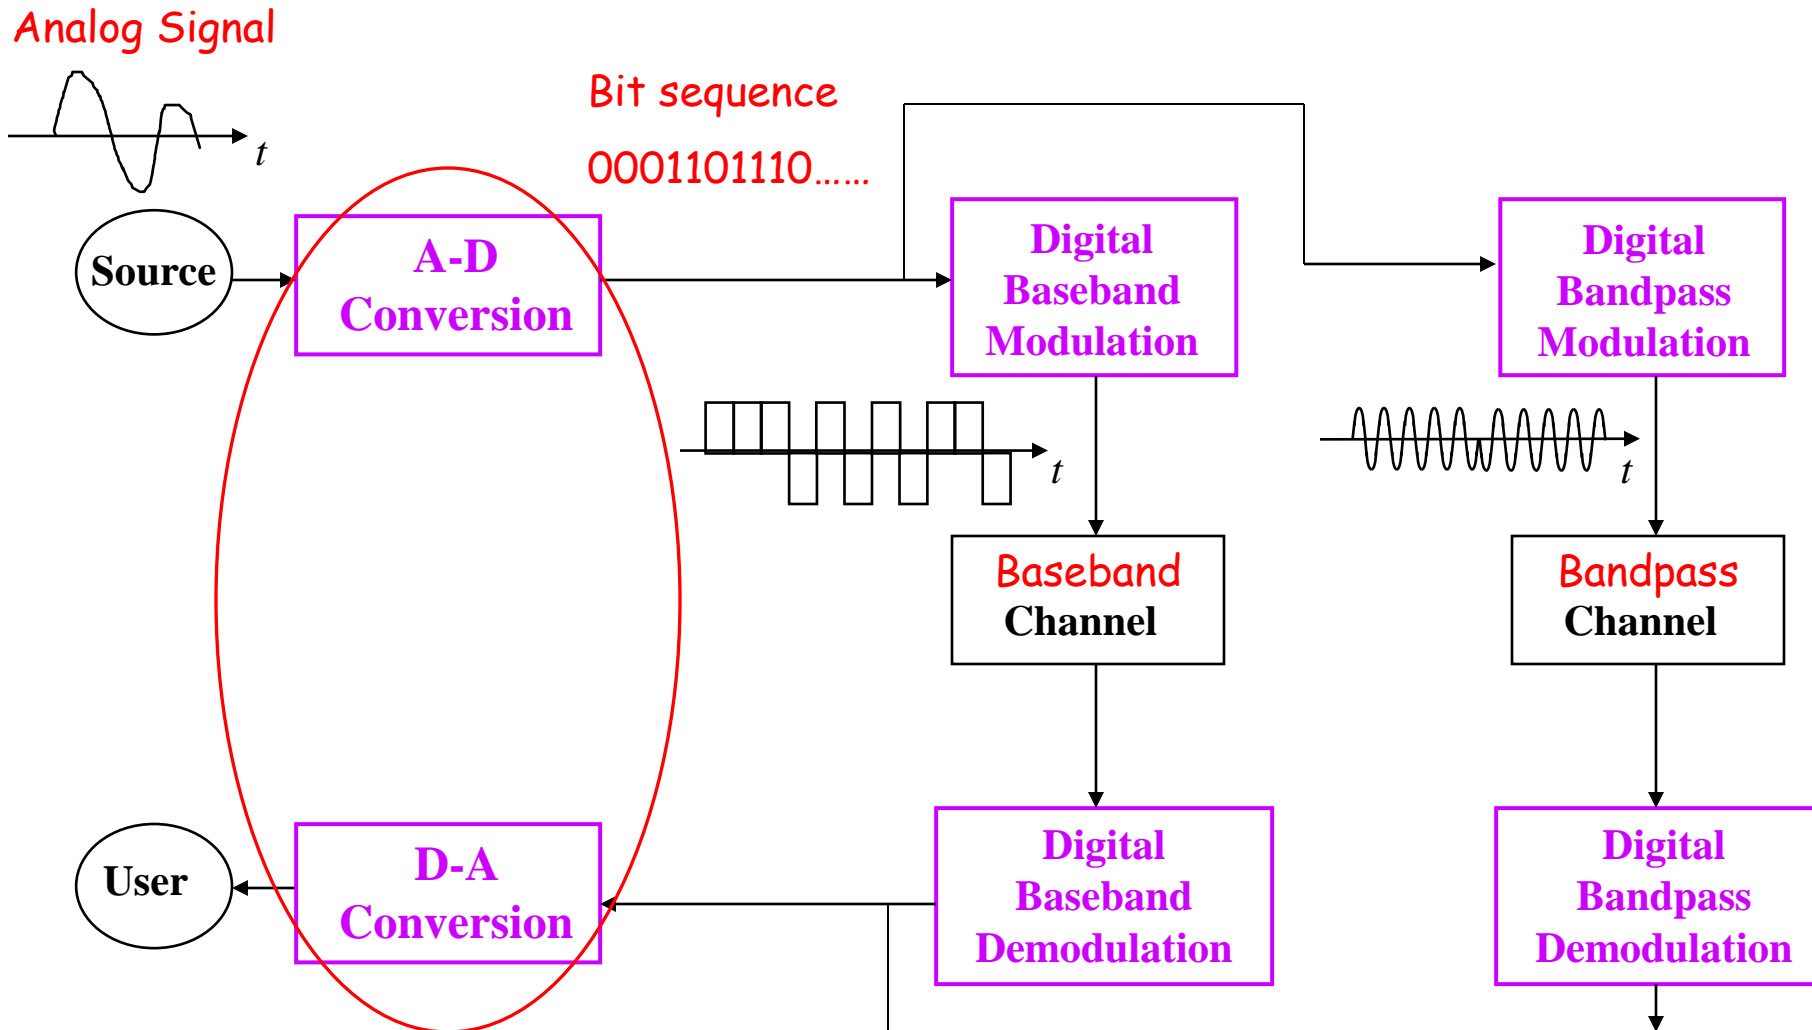 Analog Signal
t
Bit sequence
0001101110......
Source
A-D
Conversion
Digital
Baseband
Modulation
Digital
Bandpass
Modulation
t
t
Baseband
Channel
Bandpass
Channel
User
D-A
Conversion
Digital
Baseband
Demodulation
Digital
Bandpass
Demodulation